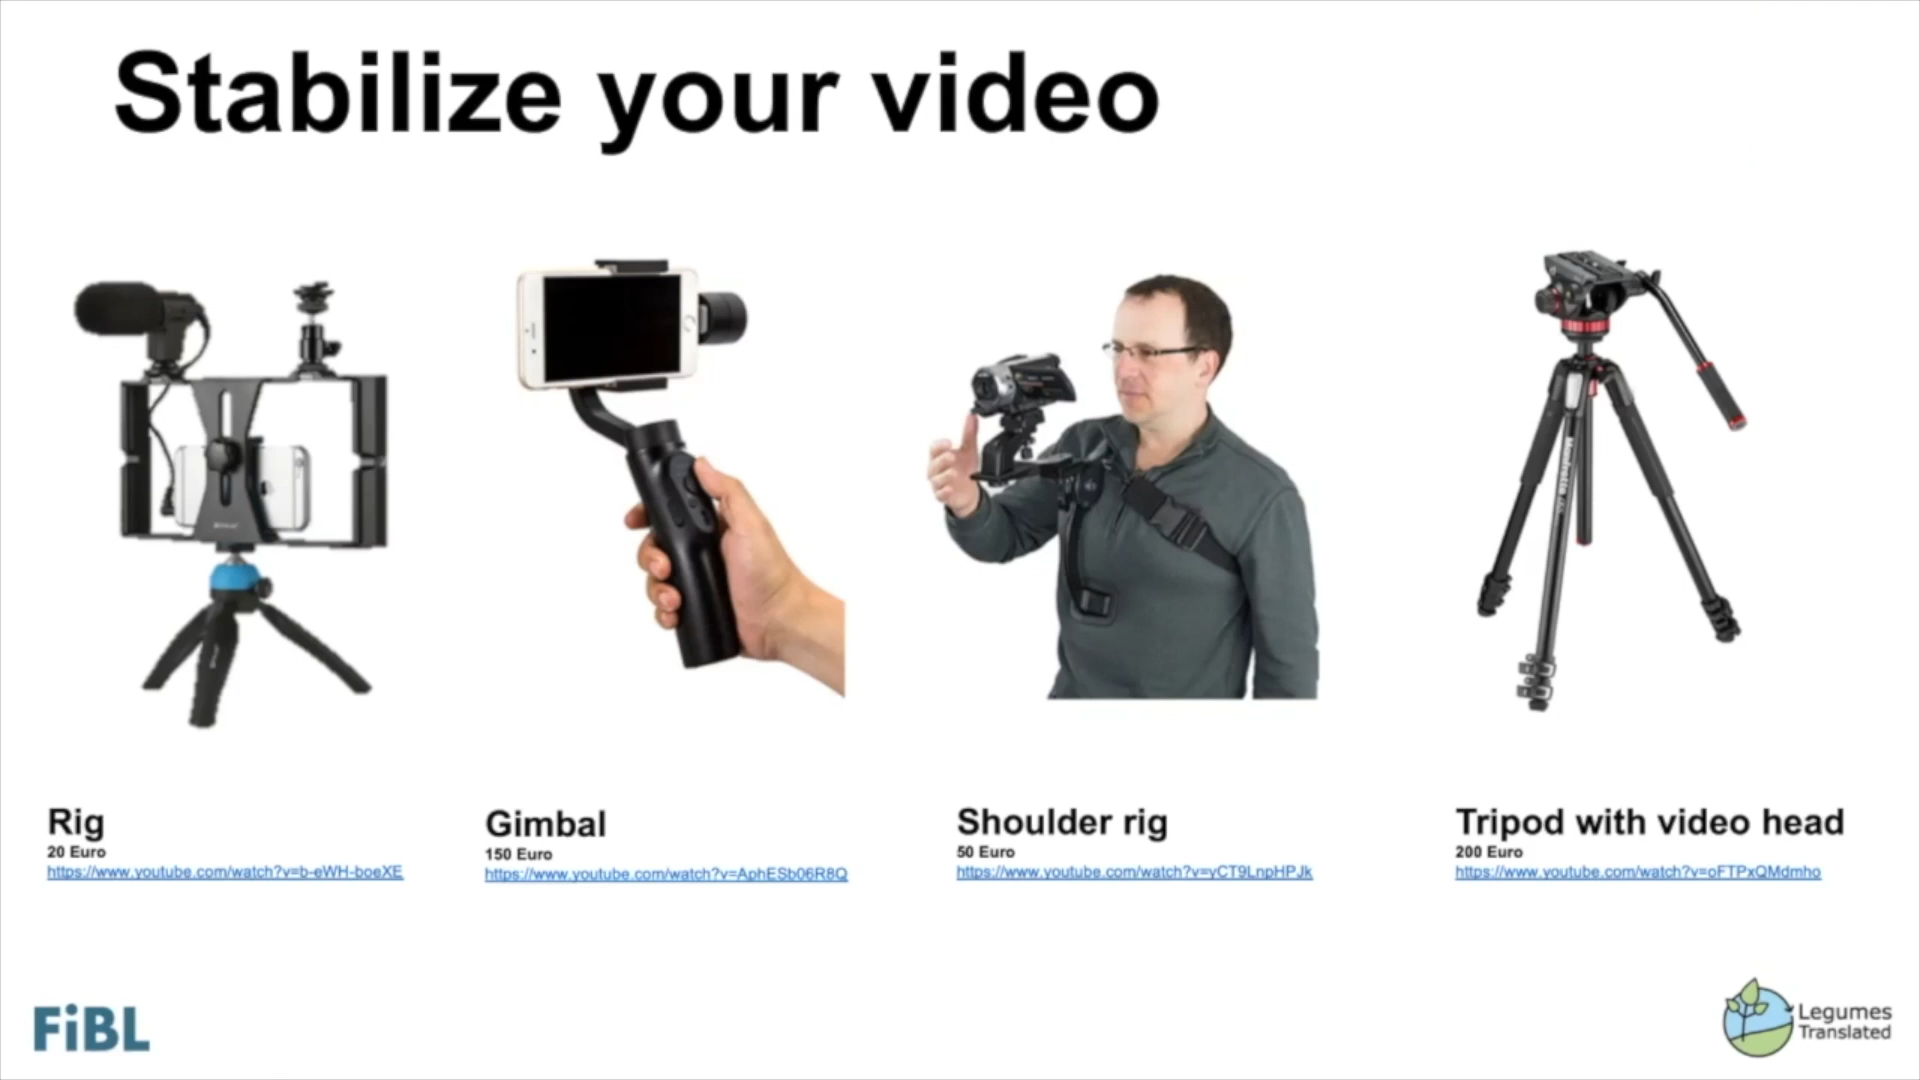 Stabilize your video
Rig
20 Euro
https://www.youtube.com/watch?v=b-eWH-boeXE
Gimbal
150 Euro
https://www.youtube.com/watch?v=AphESb06R8Q
Shoulder rig
50 Euro
https://www.youtube.com/watch?v=yCT9LnpHPJk
Tripod with video head
200 Euro
https://www.youtube.com/watch?v=oFTPxQMdmho
FiBL
Legumes
Translated